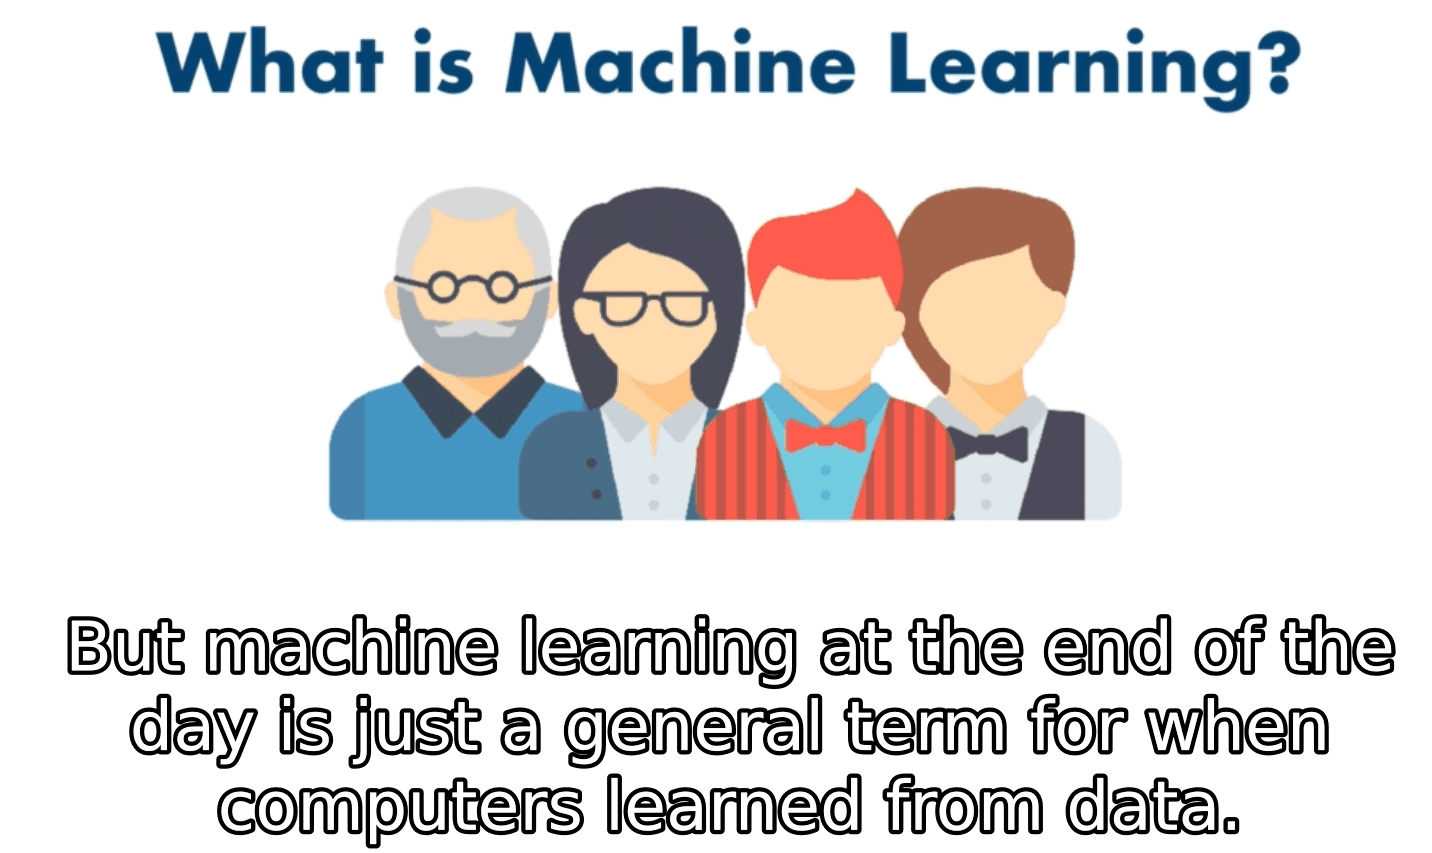 What is Machine Learning?
But machine learning at the end of the
day is just a general term for when
computers learned from data.